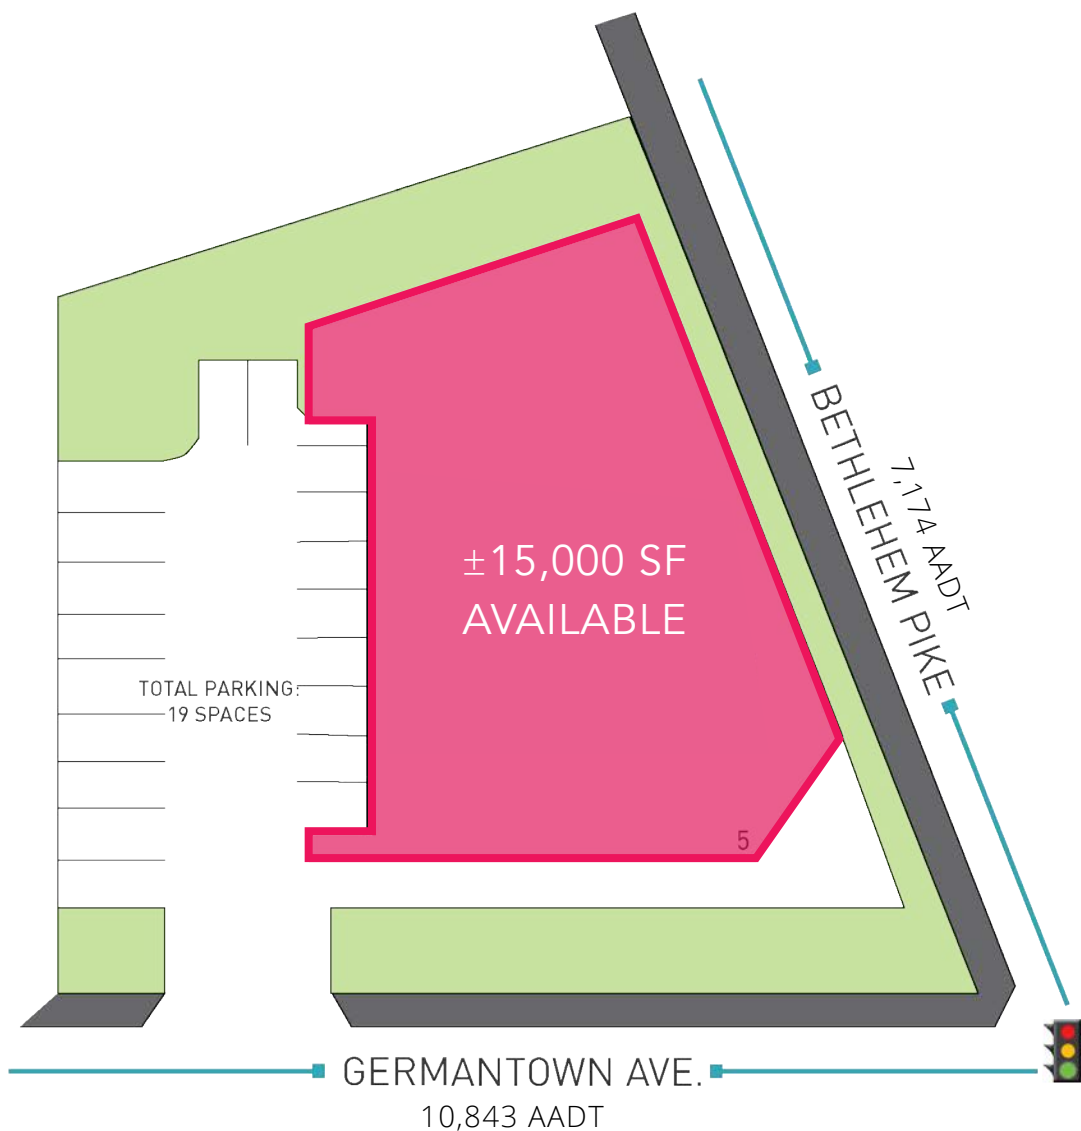 7,174 AADT
BETHLEHEM PIKE
±15,000 SF
AVAILABLE
TOTAL PARKING:
19 SPACES
5
GERMANTOWN AVE.
10,843 AADT